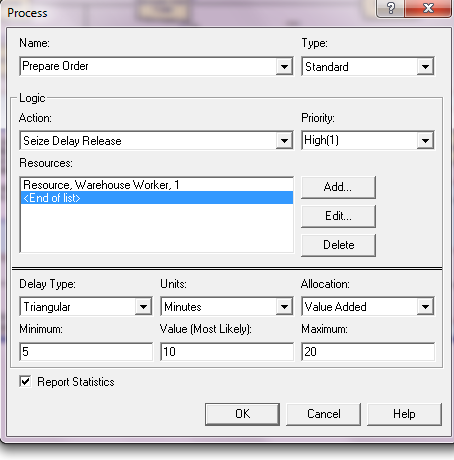 Process
?
Name: Type:
Prepare Order Standard
Logic
Action: Priority:
Seize Delay Release High(1)
Resources:
Resource, Warehouse Worker, 1
<End of list>
Add...
Edit...
Delete
Delay Type: Units: Allocation:
Triangular Minutes Value Added
Minimum: Value (Most Likely): Maximum:
5 10 20
Report Statistics
OK Cancel Help